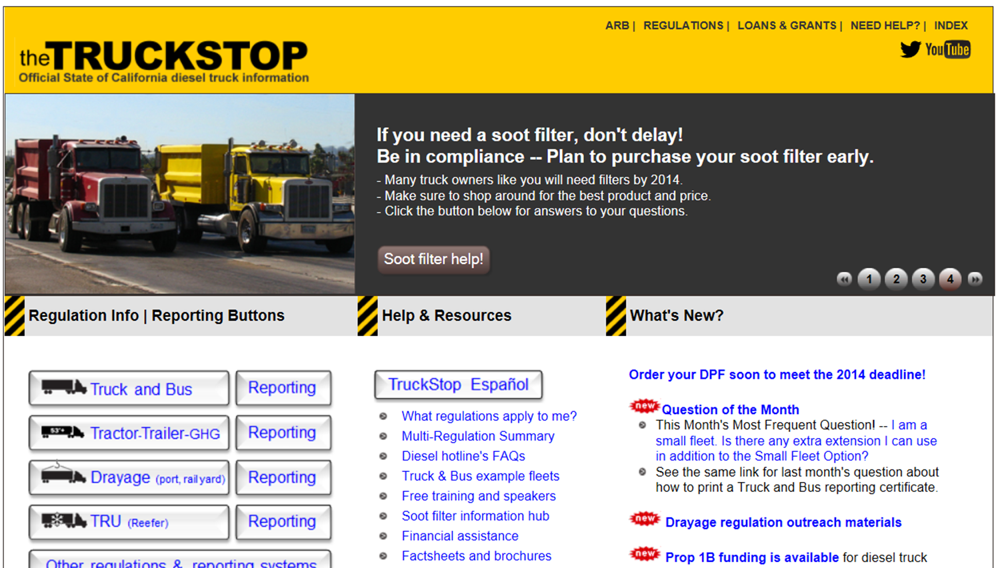 ARB | REGULATIONS | LOANS & GRANTS | NEED HELP? | INDEX
theTRUCKSTOP
YouTube
Official State of California diesel truck information
If you need a soot filter, don't delay!
Be in compliance -- Plan to purchase your soot filter early.
- Many truck owners like you will need filters by 2014.
- Make sure to shop around for the best product and price.
- Click the button below for answers to your questions.
Soot filter help!
1 2 3 4
Regulation Info | Reporting Buttons
Truck and Bus Reporting
53'+ Tractor-Trailer-GHG Reporting
Drayage (port, rail yard) Reporting
TRU (Reefer) Reporting
Other regulations & reporting systems
Help & Resources
TruckStop Español
What regulations apply to me?
Multi-Regulation Summary
Diesel hotline's FAQs
Truck & Bus example fleets
Free training and speakers
Soot filter information hub
Financial assistance
Factsheets and brochures
What's New?
Order your DPF soon to meet the 2014 deadline!
new Question of the Month
This Month's Most Frequent Question! -- I am a
small fleet. Is there any extra extension I can use
in addition to the Small Fleet Option?
See the same link for last month's question about
how to print a Truck and Bus reporting certificate.
new Drayage regulation outreach materials
new Prop 1B funding is available for diesel truck